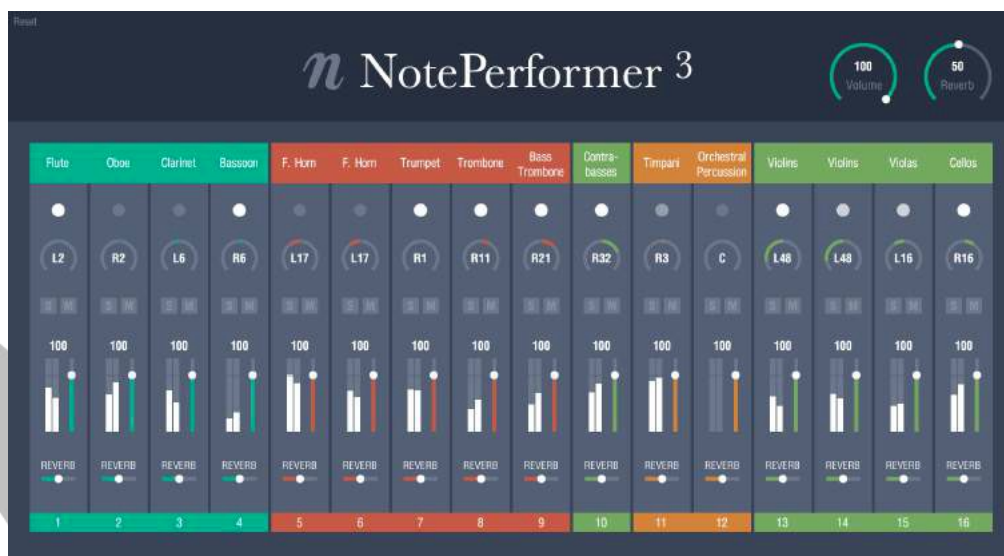 Reset
n NotePerformer 3
100
Volume
50
Reverb
Flute Oboe Clarinet Bassoon F. Horn F. Horn Trumpet Trombone Bass Trombone Contra-basses Timpani Orchestral Percussion Violins Violins Violas Cellos
L2 R2 L6 R6 L17 L17 R1 R11 R21 R32 R3 C L48 L48 L16 R16
S M S M S M S M S M S M S M S M S M S M S M S M S M S M S M S M
100 100 100 100 100 100 100 100 100 100 100 100 100 100 100 100
REVERB REVERB REVERB REVERB REVERB REVERB REVERB REVERB REVERB REVERB REVERB REVERB REVERB REVERB REVERB REVERB
1 2 3 4 5 6 7 8 9 10 11 12 13 14 15 16